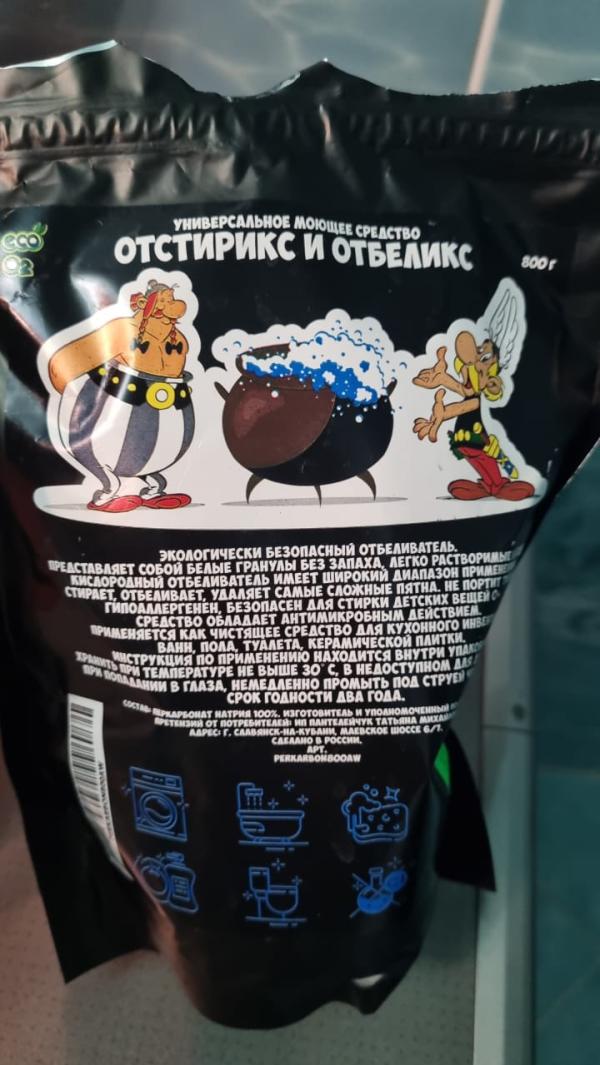 УНИВЕРСАЛЬНОЕ МОЮЩЕЕ СРЕДСТВО
ОТСТИРИКС И ОТБЕЛИКС
800 г
eco
O2
ЭКОЛОГИЧЕСКИ БЕЗОПАСНЫЙ ОТБЕЛИВАТЕЛЬ.
ПРЕДСТАВЛЯЕТ СОБОЙ БЕЛЫЕ ГРАНУЛЫ БЕЗ ЗАПАХА, ЛЕГКО РАСТВОРИМЫЕ
КИСЛОРОДНЫЙ ОТБЕЛИВАТЕЛЬ ИМЕЕТ ШИРОКИЙ ДИАПАЗОН
СТИРАЕТ, ОТБЕЛИВАЕТ, УДАЛЯЕТ САМЫЕ СЛОЖНЫЕ ПЯТНА. НЕ ПОРТИТ
ГИПОАЛЛЕРГЕНЕН, БЕЗОПАСЕН ДЛЯ СТИРКИ ДЕТСКИХ ВЕЩЕЙ
СРЕДСТВО ОБЛАДАЕТ АНТИМИКРОБНЫМ ДЕЙСТВИЕМ.
ПРИМЕНЯЕТСЯ КАК ЧИСТЯЩЕЕ СРЕДСТВО ДЛЯ КУХОННОГО
ВАНН, ПОЛА, ТУАЛЕТА, КЕРАМИЧЕСКОЙ ПЛИТКИ.
ИНСТРУКЦИЯ ПО ПРИМЕНЕНИЮ НАХОДИТСЯ ВНУТРИ
ХРАНИТЬ ПРИ ТЕМПЕРАТУРЕ НЕ ВЫШЕ 30°С, В НЕДОСТУПНОМ ДЛЯ
ПРИ ПОПАДАНИИ В ГЛАЗА, НЕМЕДЛЕННО ПРОМЫТЬ ПОД СТРУЕЙ
СРОК ГОДНОСТИ ДВА ГОДА.
СОСТАВ: ПЕРКАРБОНАТ НАТРИЯ 100%. ИЗГОТОВИТЕЛЬ И УПОЛНОМОЧЕННЫЙ
ПРЕТЕНЗИЙ ОТ ПОТРЕБИТЕЛЕЙ: ИП ПАНТЕЛЕЙЧУК ТАТЬЯНА
АДРЕС: Г. СЛАВЯНСК-НА-КУБАНИ, МАЕВСКОЕ ШОССЕ 6/7.
СДЕЛАНО В РОССИИ.
АРТ.
PERKARBON800AW